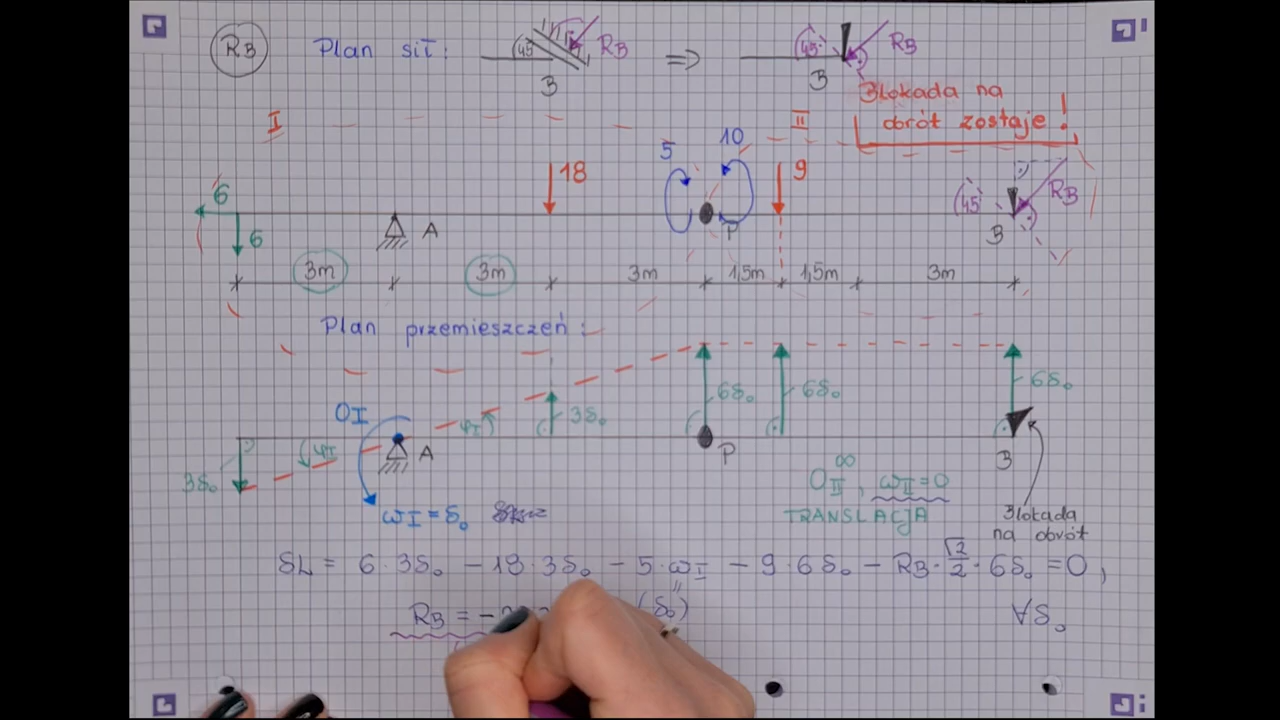 RB Plan sił: 45° RB B ⇒ 45° RB B
Blokada na
obrót zostaje!
I II
5 10
6 18 9 45° RB
6 A P B
3m 3m 3m 1,5m 1,5m 3m
Plan przemieszczeń:
OI 3δ₀ 6δ₀ 6δ₀ 6δ₀
φI φI
3δ₀ A P B
OII∞, ωII=0
ωI = δ₀ TRANSLACJA Blokada
na obrót
δL = 6·3δ₀ − 18·3δ₀ − 5·ωI − 9·6δ₀ − RB·√2/2·6δ₀ = 0,
RB = − (δ₀) ∀δ₀